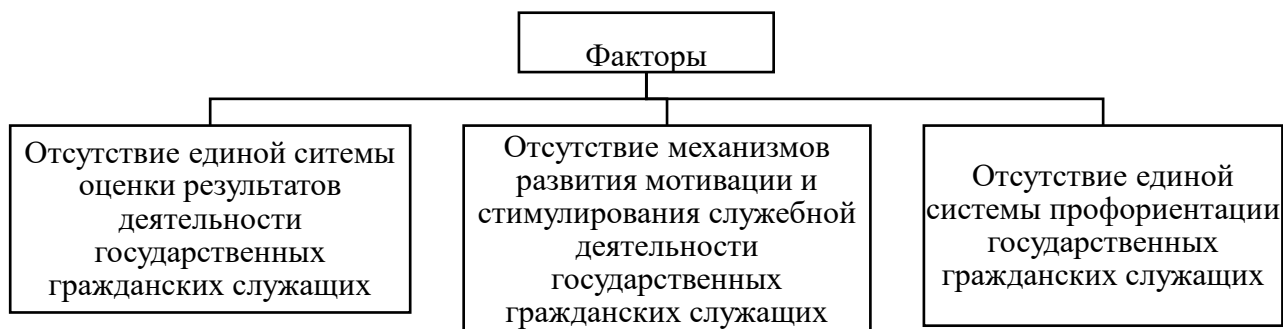 Факторы
Отсутствие единой ситемы
оценки результатов
деятельности
государственных
гражданских служащих
Отсутствие механизмов
развития мотивации и
стимулирования служебной
деятельности
государственных
гражданских служащих
Отсутствие единой
системы профориентации
государственных
гражданских служащих